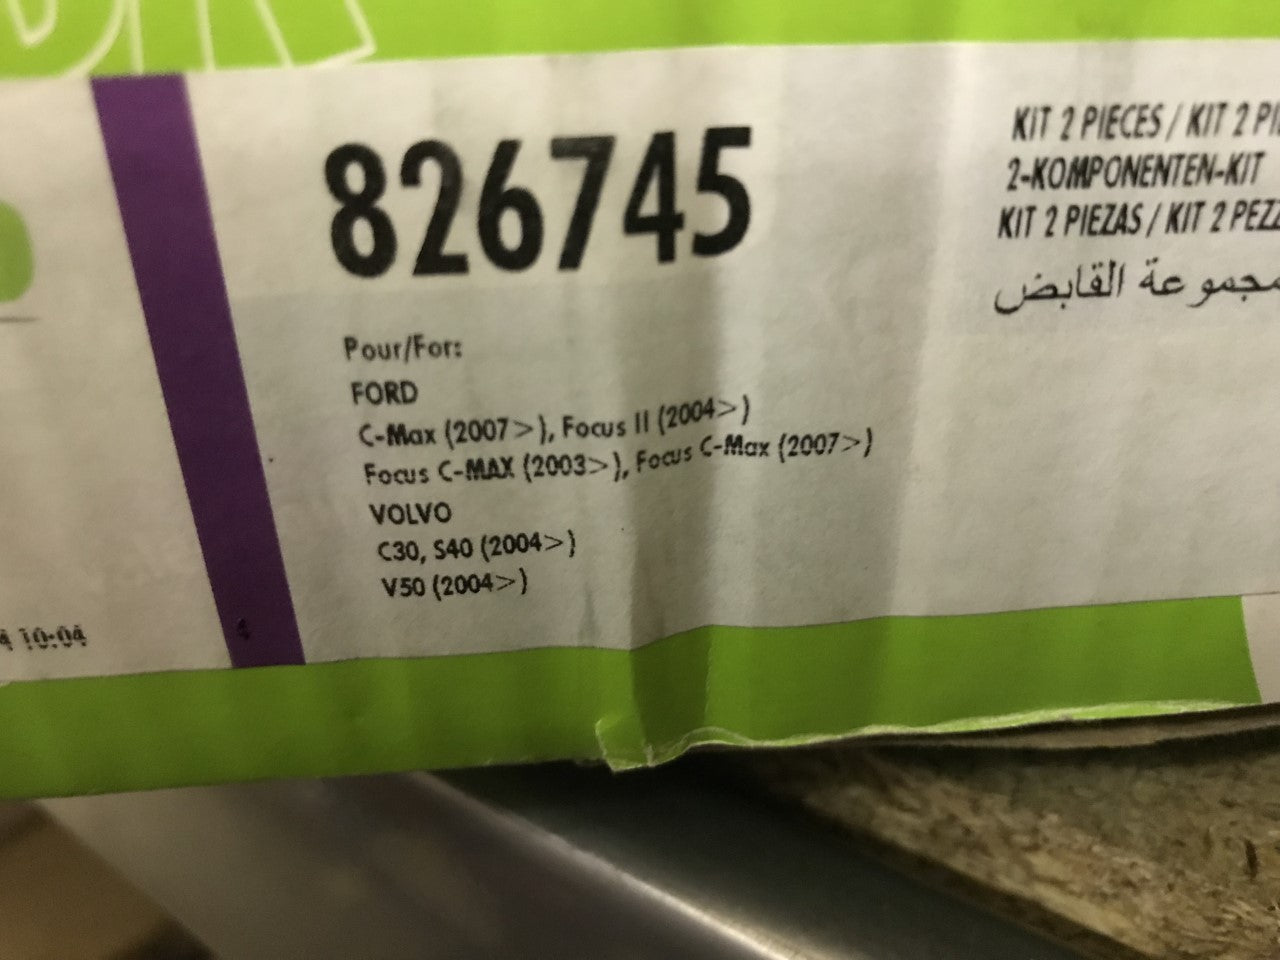 826745
KIT 2 PIECES / KIT 2
2-KOMPONENTEN-KIT
KIT 2 PIEZAS / KIT 2
مجموعة القابض
Pour/For:
FORD
C-Max (2007>), Focus II (2004>)
Focus C-MAX (2003>), Focus C-Max (2007>)
VOLVO
C30, S40 (2004>)
V50 (2004>)
4 10:04
4